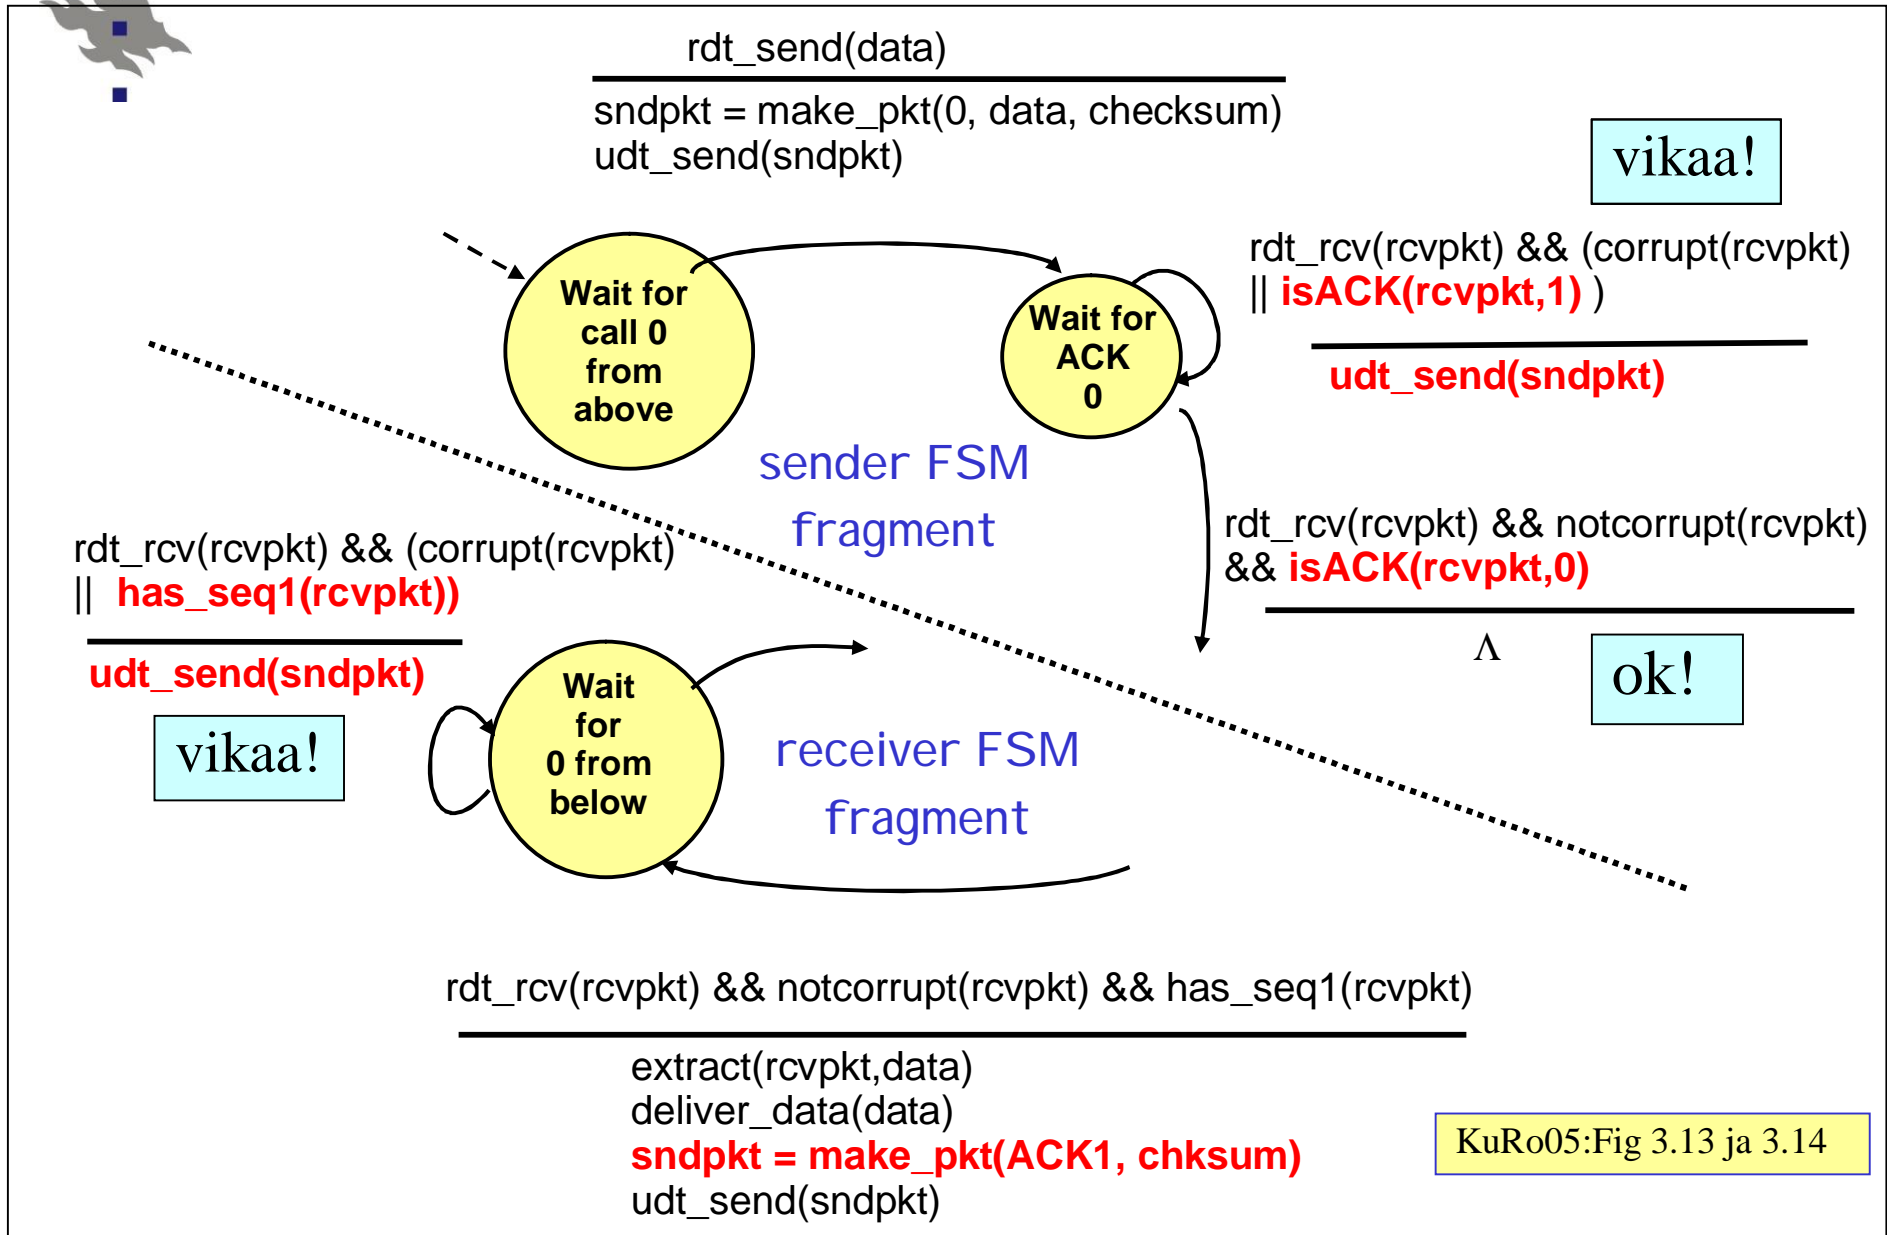 rdt_send(data)
sndpkt = make_pkt(0, data, checksum)
udt_send(sndpkt)
vikaa!
rdt_rcv(rcvpkt) && (corrupt(rcvpkt)
|| isACK(rcvpkt,1) )
udt_send(sndpkt)
Wait for
call 0
from
above
Wait for
ACK
0
sender FSM
fragment
rdt_rcv(rcvpkt) && notcorrupt(rcvpkt)
&& isACK(rcvpkt,0)
Λ
ok!
rdt_rcv(rcvpkt) && (corrupt(rcvpkt)
|| has_seq1(rcvpkt))
udt_send(sndpkt)
vikaa!
Wait
for
0 from
below
receiver FSM
fragment
rdt_rcv(rcvpkt) && notcorrupt(rcvpkt) && has_seq1(rcvpkt)
extract(rcvpkt,data)
deliver_data(data)
sndpkt = make_pkt(ACK1, chksum)
udt_send(sndpkt)
KuRo05:Fig 3.13 ja 3.14